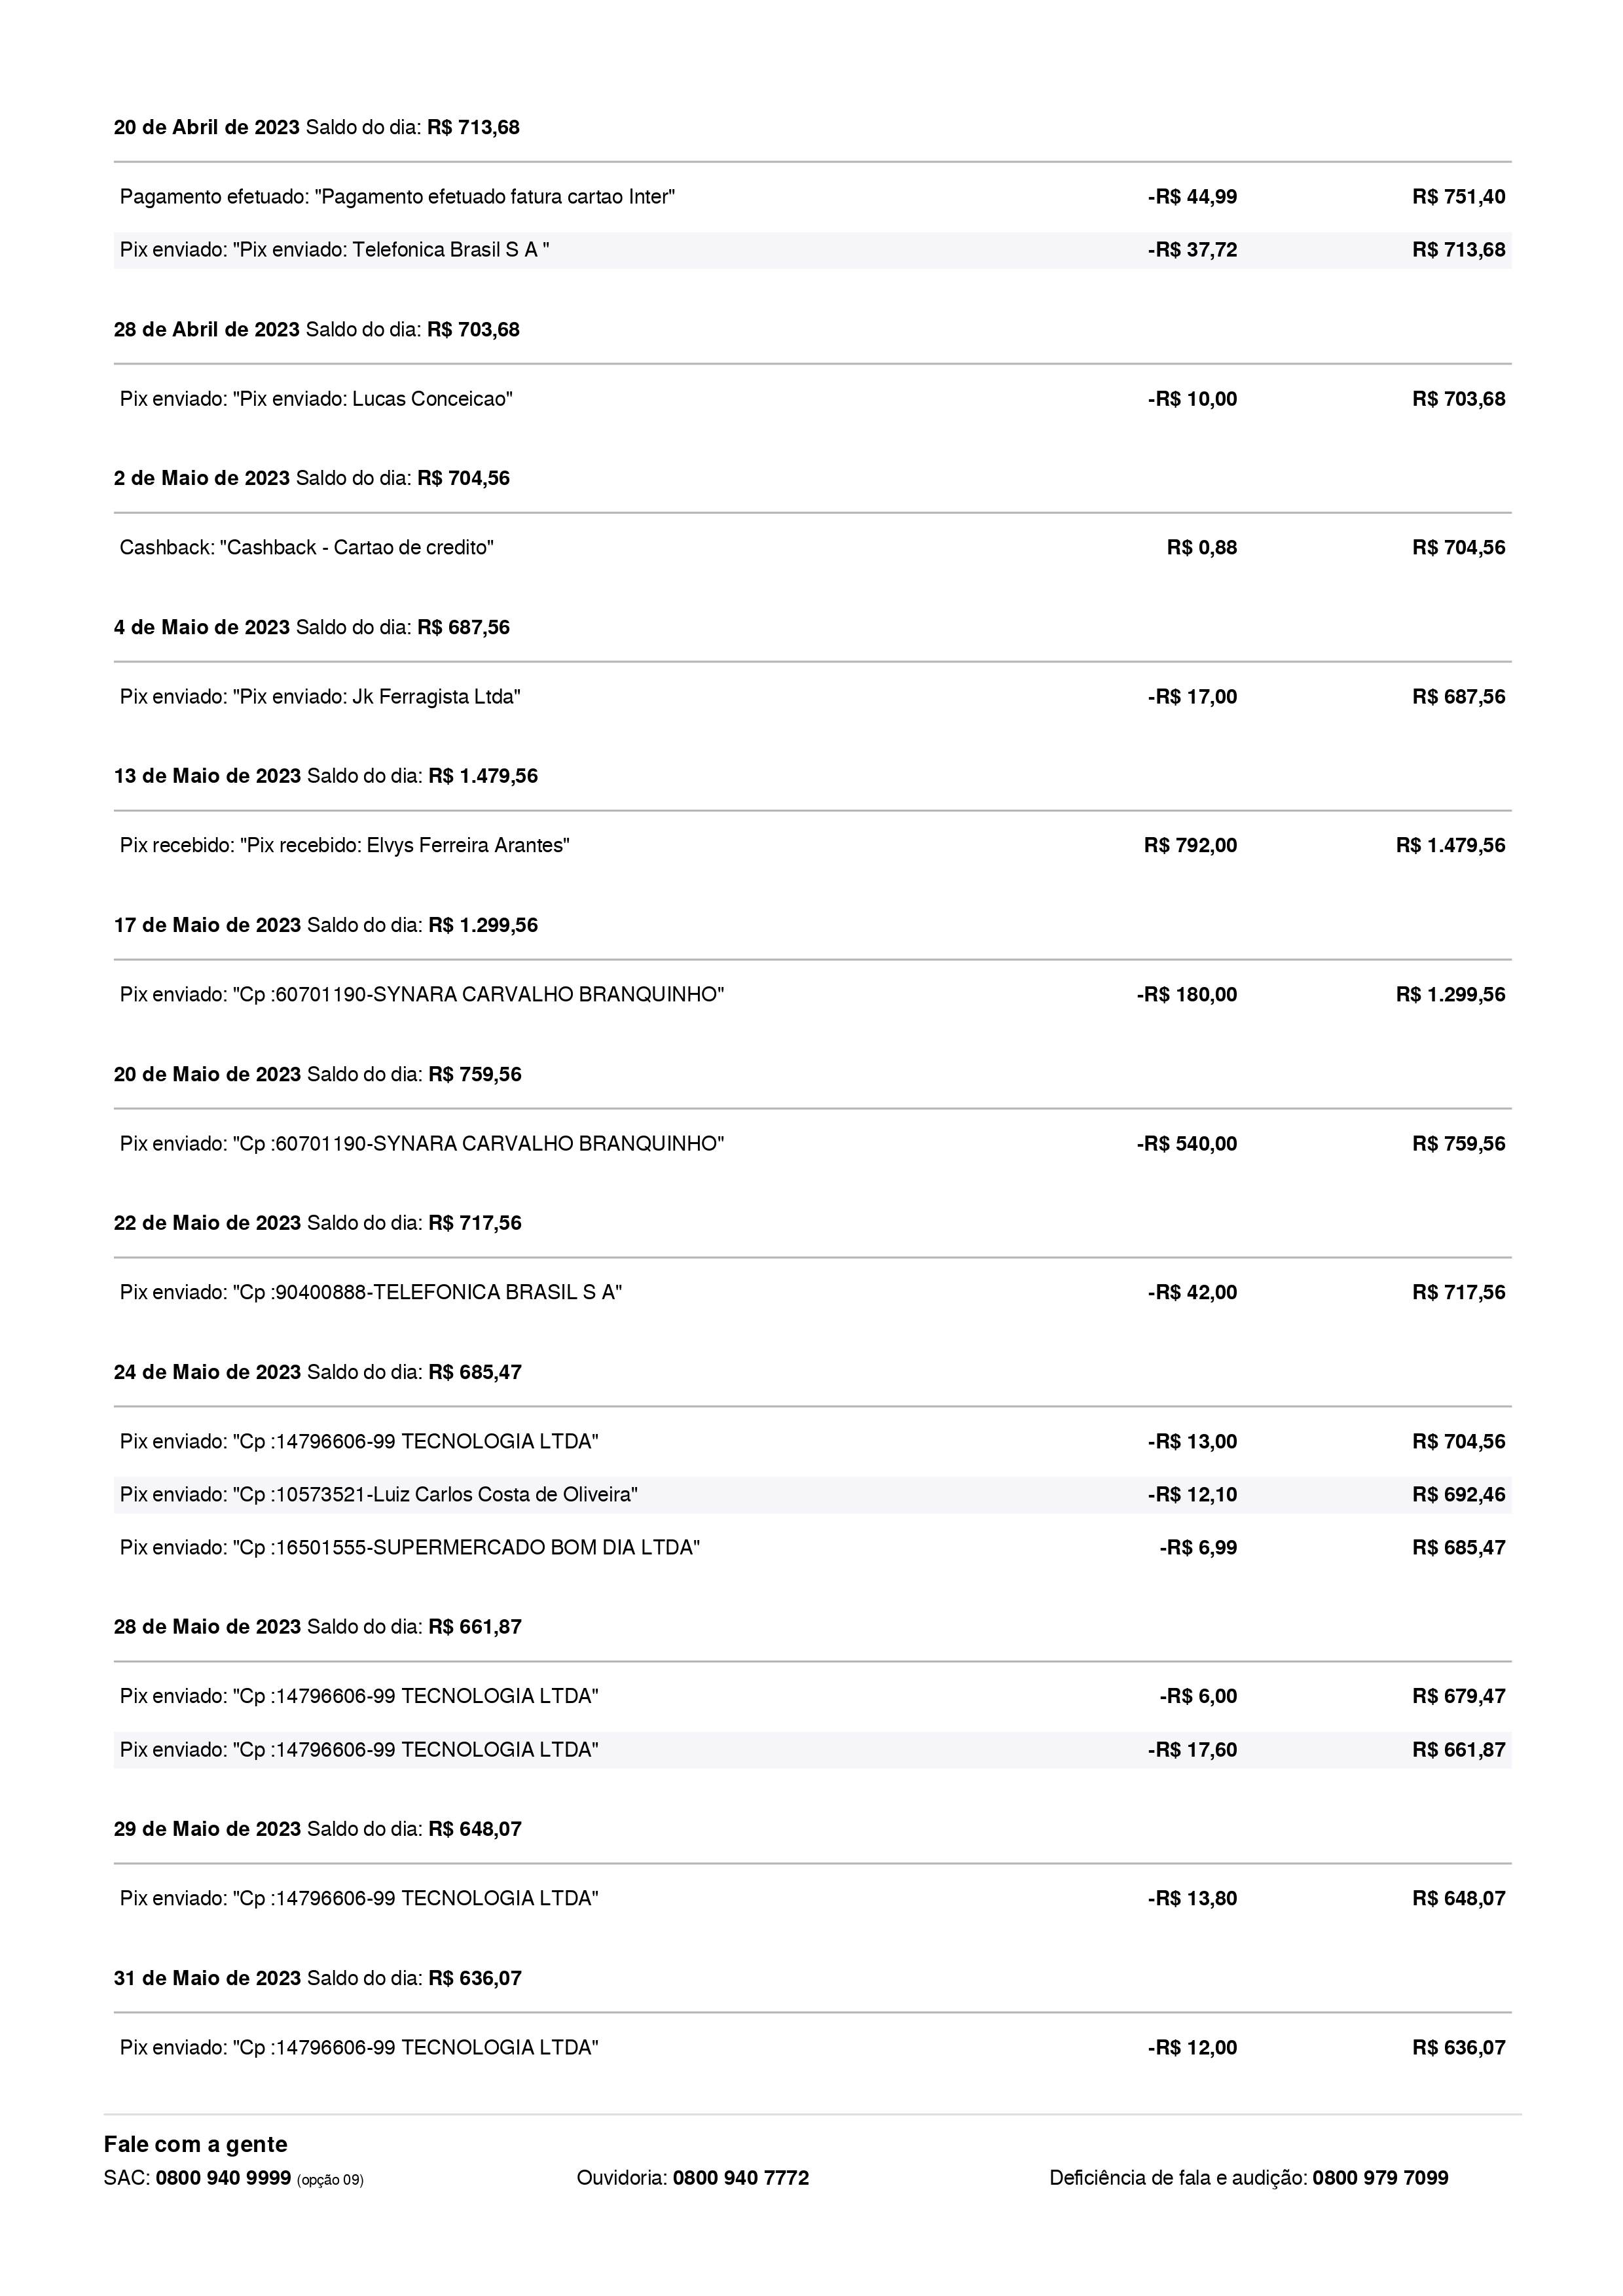 20 de Abril de 2023 Saldo do dia: R$ 713,68
Pagamento efetuado: "Pagamento efetuado fatura cartao Inter" -R$ 44,99 R$ 751,40
Pix enviado: "Pix enviado: Telefonica Brasil S A " -R$ 37,72 R$ 713,68
28 de Abril de 2023 Saldo do dia: R$ 703,68
Pix enviado: "Pix enviado: Lucas Conceicao" -R$ 10,00 R$ 703,68
2 de Maio de 2023 Saldo do dia: R$ 704,56
Cashback: "Cashback - Cartao de credito" R$ 0,88 R$ 704,56
4 de Maio de 2023 Saldo do dia: R$ 687,56
Pix enviado: "Pix enviado: Jk Ferragista Ltda" -R$ 17,00 R$ 687,56
13 de Maio de 2023 Saldo do dia: R$ 1.479,56
Pix recebido: "Pix recebido: Elvys Ferreira Arantes" R$ 792,00 R$ 1.479,56
17 de Maio de 2023 Saldo do dia: R$ 1.299,56
Pix enviado: "Cp :60701190-SYNARA CARVALHO BRANQUINHO" -R$ 180,00 R$ 1.299,56
20 de Maio de 2023 Saldo do dia: R$ 759,56
Pix enviado: "Cp :60701190-SYNARA CARVALHO BRANQUINHO" -R$ 540,00 R$ 759,56
22 de Maio de 2023 Saldo do dia: R$ 717,56
Pix enviado: "Cp :90400888-TELEFONICA BRASIL S A" -R$ 42,00 R$ 717,56
24 de Maio de 2023 Saldo do dia: R$ 685,47
Pix enviado: "Cp :14796606-99 TECNOLOGIA LTDA" -R$ 13,00 R$ 704,56
Pix enviado: "Cp :10573521-Luiz Carlos Costa de Oliveira" -R$ 12,10 R$ 692,46
Pix enviado: "Cp :16501555-SUPERMERCADO BOM DIA LTDA" -R$ 6,99 R$ 685,47
28 de Maio de 2023 Saldo do dia: R$ 661,87
Pix enviado: "Cp :14796606-99 TECNOLOGIA LTDA" -R$ 6,00 R$ 679,47
Pix enviado: "Cp :14796606-99 TECNOLOGIA LTDA" -R$ 17,60 R$ 661,87
29 de Maio de 2023 Saldo do dia: R$ 648,07
Pix enviado: "Cp :14796606-99 TECNOLOGIA LTDA" -R$ 13,80 R$ 648,07
31 de Maio de 2023 Saldo do dia: R$ 636,07
Pix enviado: "Cp :14796606-99 TECNOLOGIA LTDA" -R$ 12,00 R$ 636,07
Fale com a gente
SAC: 0800 940 9999 (opção 09) Ouvidoria: 0800 940 7772 Deficiência de fala e audição: 0800 979 7099